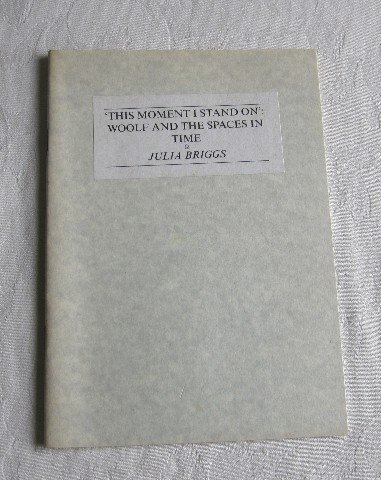 'THIS MOMENT I STAND ON':
WOOLF AND THE SPACES IN
TIME
JULIA BRIGGS